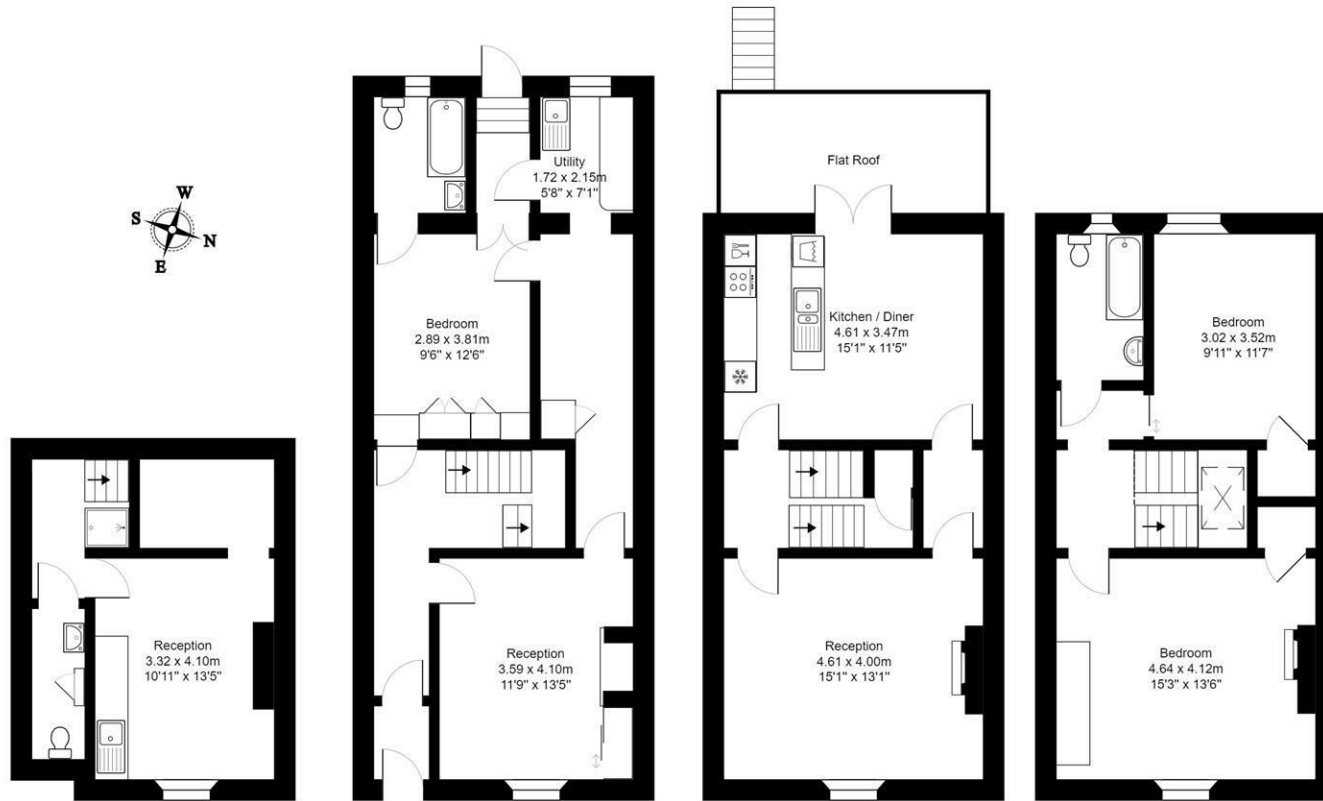 W
S
N
E
Reception
3.32 x 4.10m
10'11" x 13'5"
Utility
1.72 x 2.15m
5'8" x 7'1"
Bedroom
2.89 x 3.81m
9'6" x 12'6"
Reception
3.59 x 4.10m
11'9" x 13'5"
Flat Roof
Kitchen / Diner
4.61 x 3.47m
15'1" x 11'5"
Reception
4.61 x 4.00m
15'1" x 13'1"
Bedroom
3.02 x 3.52m
9'11" x 11'7"
Bedroom
4.64 x 4.12m
15'3" x 13'6"